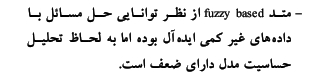 - متد fuzzy based از نظر توانایی حل مسائل با
داده‌های غیر کمی ایده‌آل بوده اما به لحاظ تحلیل
حساسیت مدل دارای ضعف است.